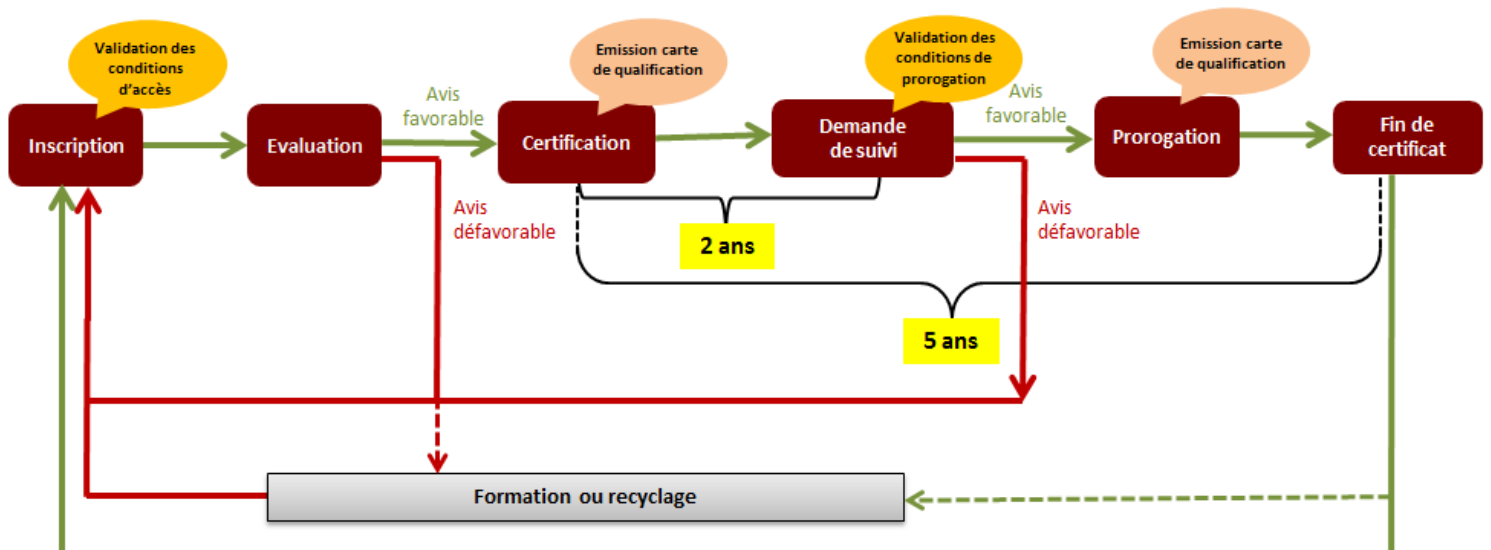 Validation des
conditions
d'accès
Emission carte
de qualification
Validation des
conditions de
prorogation
Emission carte
de qualification
Inscription
Evaluation
Avis
favorable
Certification
Demande
de suivi
Avis
favorable
Prorogation
Fin de
certificat
Avis
défavorable
2 ans
Avis
défavorable
5 ans
Formation ou recyclage